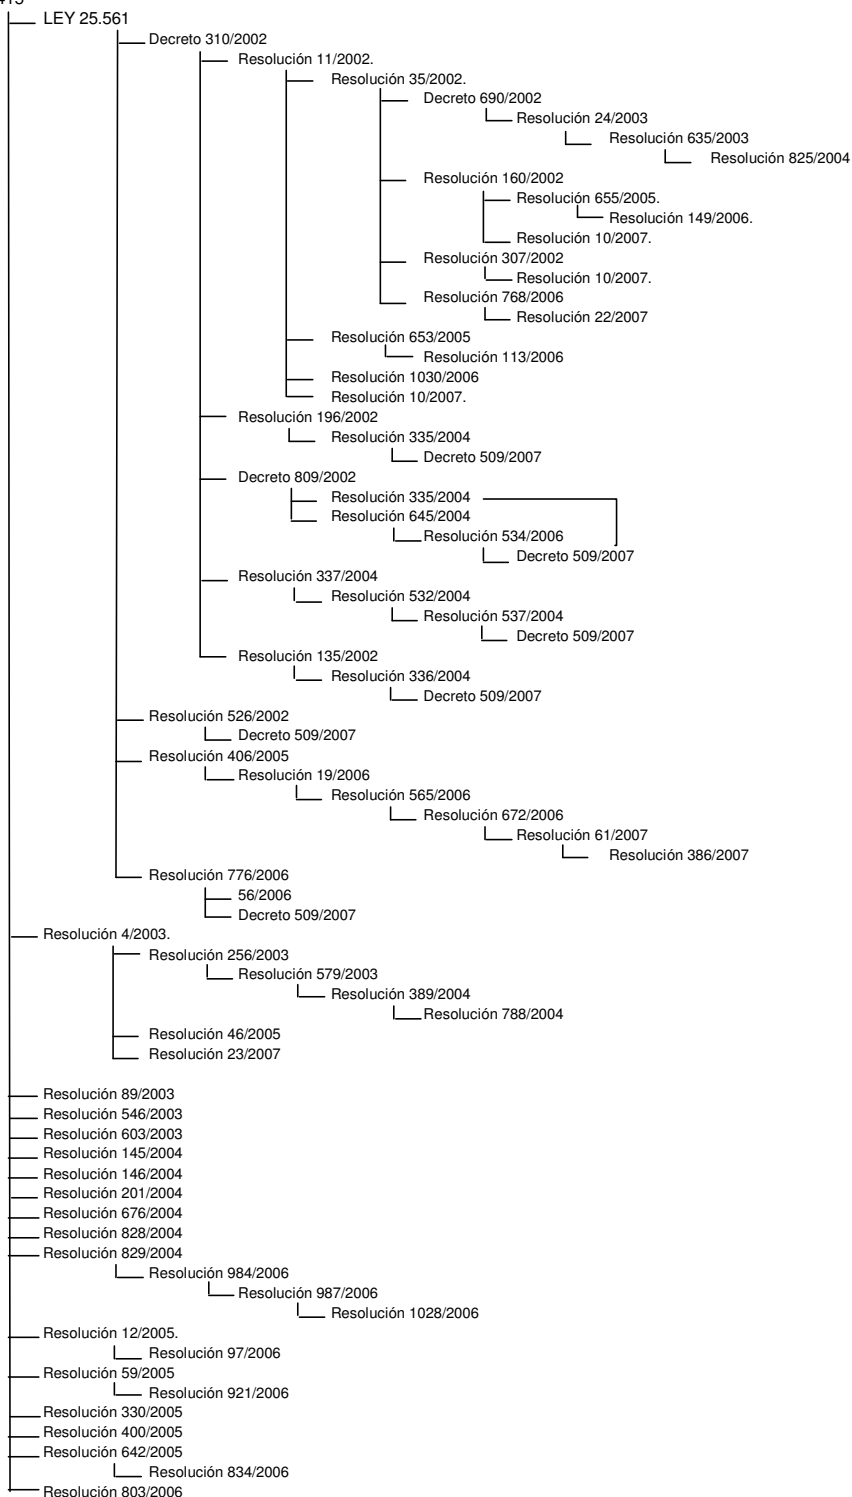 LEY 25.561
Decreto 310/2002
Resolución 11/2002.
Resolución 35/2002.
Decreto 690/2002
Resolución 24/2003
Resolución 635/2003
Resolución 825/2004
Resolución 160/2002
Resolución 655/2005.
Resolución 149/2006.
Resolución 10/2007.
Resolución 307/2002
Resolución 10/2007.
Resolución 768/2006
Resolución 22/2007
Resolución 653/2005
Resolución 113/2006
Resolución 1030/2006
Resolución 10/2007.
Resolución 196/2002
Resolución 335/2004
Decreto 509/2007
Decreto 809/2002
Resolución 335/2004
Resolución 645/2004
Resolución 534/2006
Decreto 509/2007
Resolución 337/2004
Resolución 532/2004
Resolución 537/2004
Decreto 509/2007
Resolución 135/2002
Resolución 336/2004
Decreto 509/2007
Resolución 526/2002
Decreto 509/2007
Resolución 406/2005
Resolución 19/2006
Resolución 565/2006
Resolución 672/2006
Resolución 61/2007
Resolución 386/2007
Resolución 776/2006
56/2006
Decreto 509/2007
Resolución 4/2003.
Resolución 256/2003
Resolución 579/2003
Resolución 389/2004
Resolución 788/2004
Resolución 46/2005
Resolución 23/2007
Resolución 89/2003
Resolución 546/2003
Resolución 603/2003
Resolución 145/2004
Resolución 146/2004
Resolución 201/2004
Resolución 676/2004
Resolución 828/2004
Resolución 829/2004
Resolución 984/2006
Resolución 987/2006
Resolución 1028/2006
Resolución 12/2005.
Resolución 97/2006
Resolución 59/2005
Resolución 921/2006
Resolución 330/2005
Resolución 400/2005
Resolución 642/2005
Resolución 834/2006
Resolución 803/2006